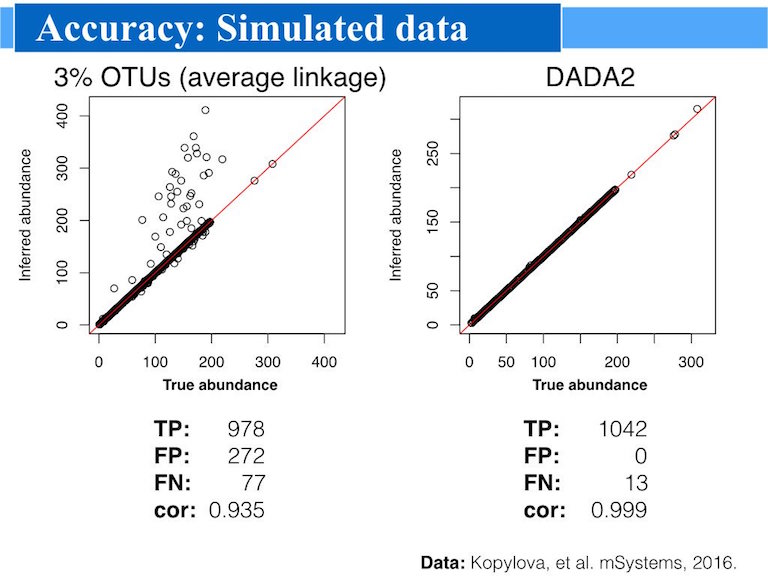 Accuracy: Simulated data
3% OTUs (average linkage)
Inferred abundance
400
300
200
100
0
0 100 200 300 400
True abundance
TP: 978
FP: 272
FN: 77
cor: 0.935
DADA2
Inferred abundance
250
150
50
0
0 50 100 200 300
True abundance
TP: 1042
FP: 0
FN: 13
cor: 0.999
Data: Kopylova, et al. mSystems, 2016.